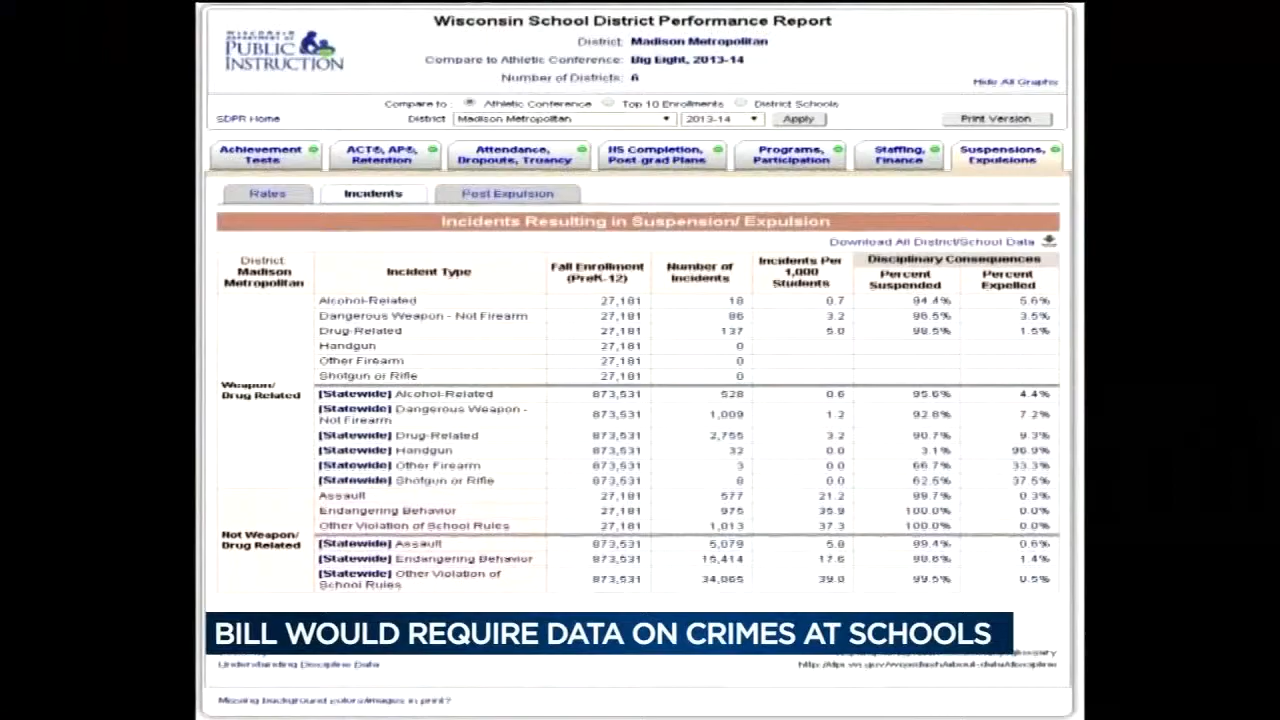 Wisconsin School District Performance Report
WISCONSIN
DEPARTMENT OF
PUBLIC
INSTRUCTION
District: Madison Metropolitan
Compare to Athletic Conference: Big Eight, 2013-14
Number of Districts:
Hide All Graphs
Compare to : Athletic Conference Top 10 Enrollments District Schools
SDPR Home District Madison Metropolitan 2013-14 Apply Print Version
Achievement Tests
ACT®, AP®, Retention
Attendance, Dropouts, Truancy
HS Completion, Post-grad Plans
Programs, Participation
Staffing, Finance
Suspensions, Expulsions
Rates Incidents Post Expulsion
Incidents Resulting in Suspension/ Expulsion
Download All District/School Data
District: Madison Metropolitan
Incident Type
Fall Enrollment (PreK-12)
Number of Incidents
Incidents Per 1,000 Students
Disciplinary Consequences
Percent Suspended
Percent Expelled
Weapon/ Drug Related
Alcohol-Related 27,181 18 0.7 94.4% 5.6%
Dangerous Weapon - Not Firearm 27,181 86 3.2 96.5% 3.5%
Drug-Related 27,181 137 5.0 98.5% 1.5%
Handgun 27,181 0
Other Firearm 27,181 0
Shotgun or Rifle 27,181 0
[Statewide] Alcohol-Related 873,531 528 0.6 95.6% 4.4%
[Statewide] Dangerous Weapon -
Not Firearm 873,531 1,009 1.2 92.8% 7.2%
[Statewide] Drug-Related 873,531 2,755 3.2 90.7% 9.3%
[Statewide] Handgun 873,531 32 0.0 3.1% 96.9%
[Statewide] Other Firearm 873,531 3 0.0 66.7% 33.3%
[Statewide] Shotgun or Rifle 873,531 8 0.0 62.5% 37.5%
Not Weapon/ Drug Related
Assault 27,181 577 21.2 99.7% 0.3%
Endangering Behavior 27,181 975 35.9 100.0% 0.0%
Other Violation of School Rules 27,181 1,013 37.3 100.0% 0.0%
[Statewide] Assault 873,531 5,079 5.8 99.4% 0.6%
[Statewide] Endangering Behavior 873,531 15,414 17.6 98.6% 1.4%
[Statewide] Other Violation of
School Rules 873,531 34,065 39.0 99.5% 0.5%
BILL WOULD REQUIRE DATA ON CRIMES AT SCHOOLS
Understanding Discipline Data
Missing background colors/images in print?